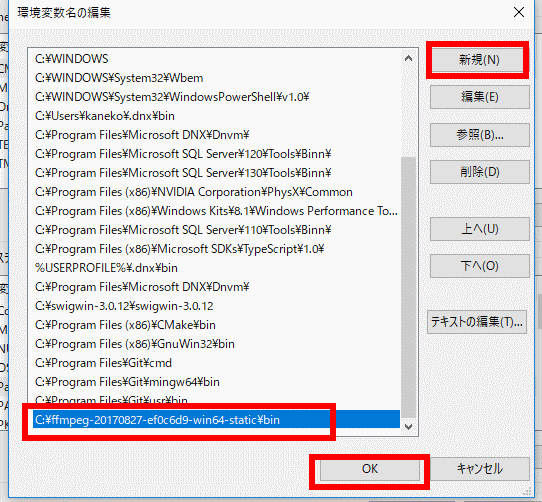 環境変数名の編集
C:¥WINDOWS
C:¥WINDOWS¥System32¥Wbem
C:¥WINDOWS¥System32¥WindowsPowerShell¥v1.0¥
C:¥Users¥kaneko¥.dnx¥bin
C:¥Program Files¥Microsoft DNX¥Dnvm¥
C:¥Program Files¥Microsoft SQL Server¥120¥Tools¥Binn¥
C:¥Program Files¥Microsoft SQL Server¥130¥Tools¥Binn¥
C:¥Program Files (x86)¥NVIDIA Corporation¥PhysX¥Common
C:¥Program Files (x86)¥Windows Kits¥8.1¥Windows Performance To...
C:¥Program Files¥Microsoft SQL Server¥110¥Tools¥Binn¥
C:¥Program Files (x86)¥Microsoft SDKs¥TypeScript¥1.0¥
%USERPROFILE%¥.dnx¥bin
C:¥Program Files¥Microsoft DNX¥Dnvm¥
C:¥swigwin-3.0.12¥swigwin-3.0.12
C:¥Program Files (x86)¥CMake¥bin
C:¥Program Files (x86)¥GnuWin32¥bin
C:¥Program Files¥Git¥cmd
C:¥Program Files¥Git¥mingw64¥bin
C:¥Program Files¥Git¥usr¥bin
C:¥ffmpeg-20170827-ef0c6d9-win64-static¥bin
新規(N)
編集(E)
参照(B)...
削除(D)
上へ(U)
下へ(O)
テキストの編集(T)...
OK
キャンセル